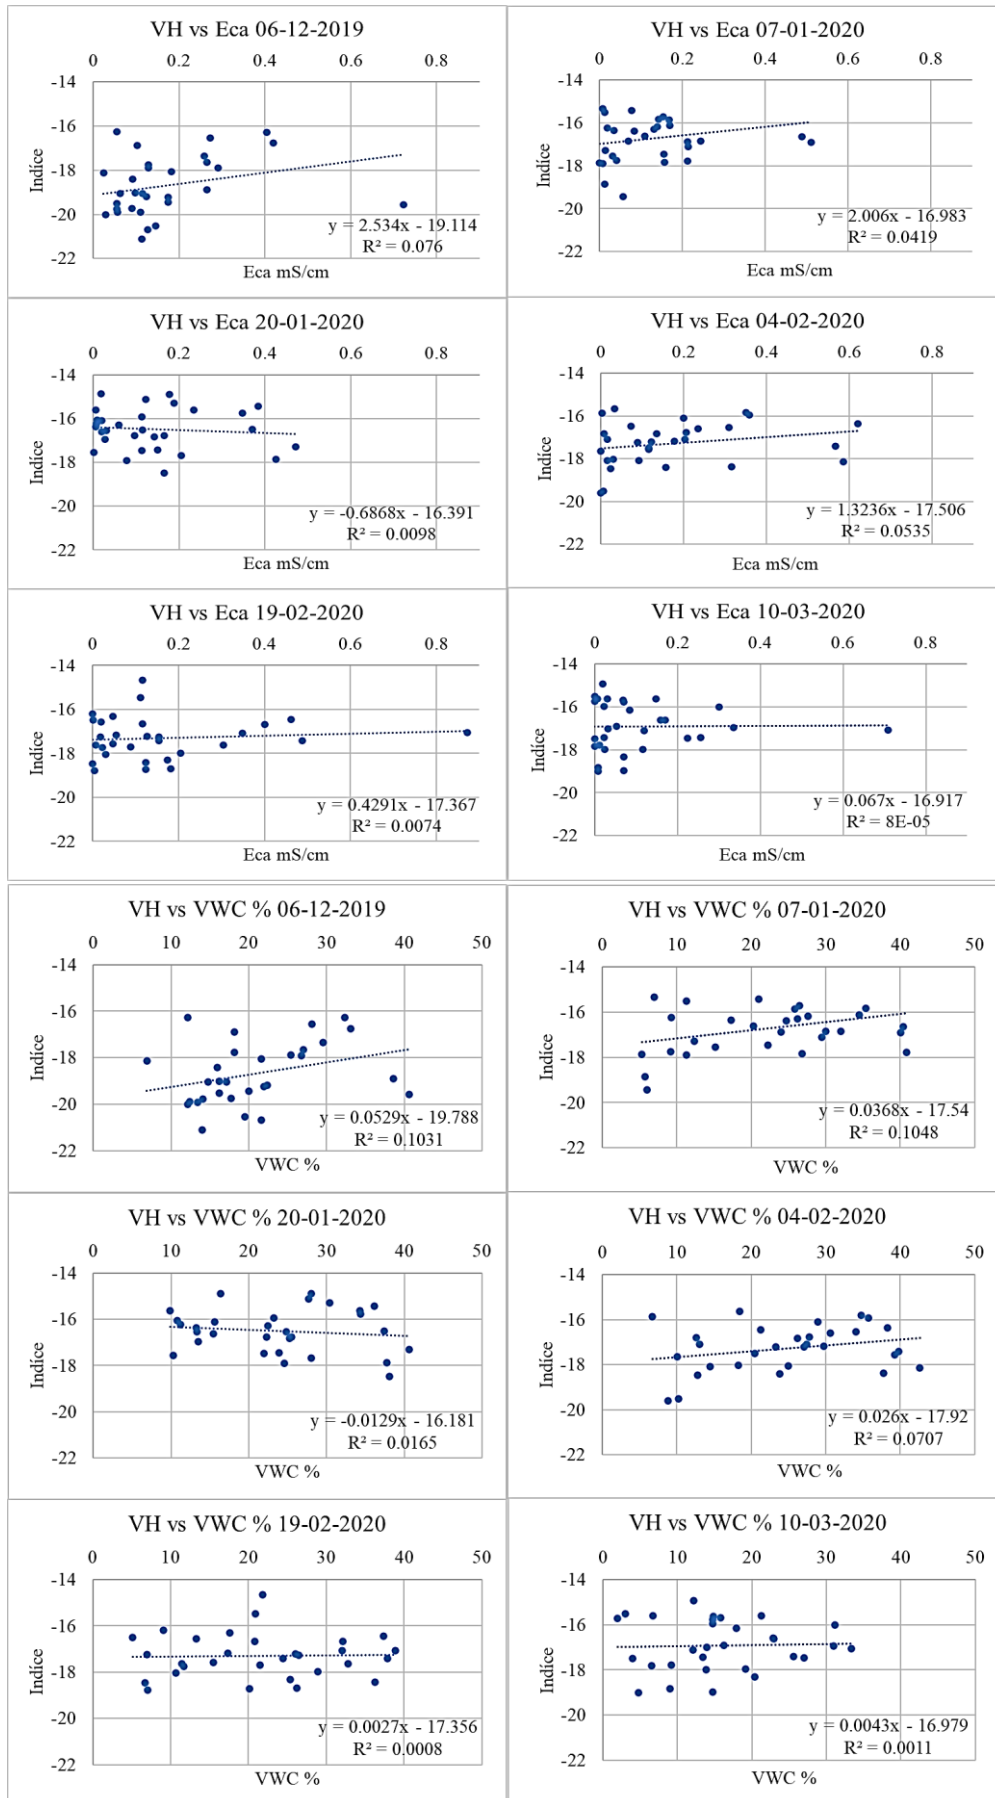 VH vs Eca 06-12-2019
0 0.2 0.4 0.6 0.8
-14
-16
-18
-20
-22
Indíce
y = 2.534x - 19.114
R² = 0.076
Eca mS/cm
VH vs Eca 07-01-2020
0 0.2 0.4 0.6 0.8
-14
-16
-18
-20
-22
Indíce
y = 2.006x - 16.983
R² = 0.0419
Eca mS/cm
VH vs Eca 20-01-2020
0 0.2 0.4 0.6 0.8
-14
-16
-18
-20
-22
Indíce
y = -0.6868x - 16.391
R² = 0.0098
Eca mS/cm
VH vs Eca 04-02-2020
0 0.2 0.4 0.6 0.8
-14
-16
-18
-20
-22
Indíce
y = 1.3236x - 17.506
R² = 0.0535
Eca mS/cm
VH vs Eca 19-02-2020
0 0.2 0.4 0.6 0.8
-14
-16
-18
-20
-22
Indíce
y = 0.4291x - 17.367
R² = 0.0074
Eca mS/cm
VH vs Eca 10-03-2020
0 0.2 0.4 0.6 0.8
-14
-16
-18
-20
-22
Indíce
y = 0.067x - 16.917
R² = 8E-05
Eca mS/cm
VH vs VWC % 06-12-2019
0 10 20 30 40 50
-14
-16
-18
-20
-22
Indíce
y = 0.0529x - 19.788
R² = 0.1031
VWC %
VH vs VWC % 07-01-2020
0 10 20 30 40 50
-14
-16
-18
-20
-22
Indíce
y = 0.0368x - 17.54
R² = 0.1048
VWC %
VH vs VWC % 20-01-2020
0 10 20 30 40 50
-14
-16
-18
-20
-22
Indíce
y = -0.0129x - 16.181
R² = 0.0165
VWC %
VH vs VWC % 04-02-2020
0 10 20 30 40 50
-14
-16
-18
-20
-22
Indíce
y = 0.026x - 17.92
R² = 0.0707
VWC %
VH vs VWC % 19-02-2020
0 10 20 30 40 50
-14
-16
-18
-20
-22
Indíce
y = 0.0027x - 17.356
R² = 0.0008
VWC %
VH vs VWC % 10-03-2020
0 10 20 30 40 50
-14
-16
-18
-20
-22
Indíce
y = 0.0043x - 16.979
R² = 0.0011
VWC %